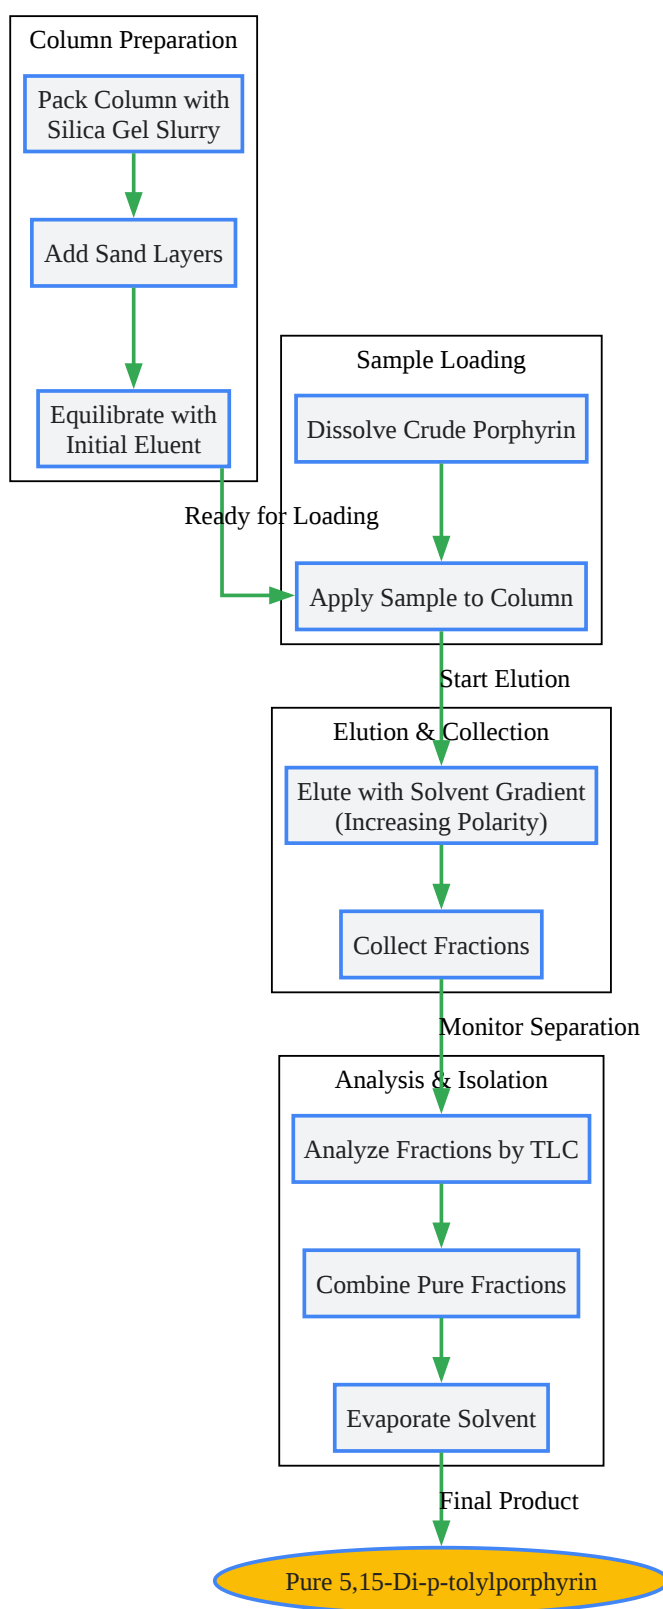 Column Preparation
Pack Column with
Silica Gel Slurry
Add Sand Layers
Equilibrate with
Initial Eluent
Sample Loading
Dissolve Crude Porphyrin
Ready for Loading
Apply Sample to Column
Start Elution
Elution & Collection
Elute with Solvent Gradient
(Increasing Polarity)
Collect Fractions
Monitor Separation
Analysis & Isolation
Analyze Fractions by TLC
Combine Pure Fractions
Evaporate Solvent
Final Product
Pure 5,15-Di-p-tolylporphyrin